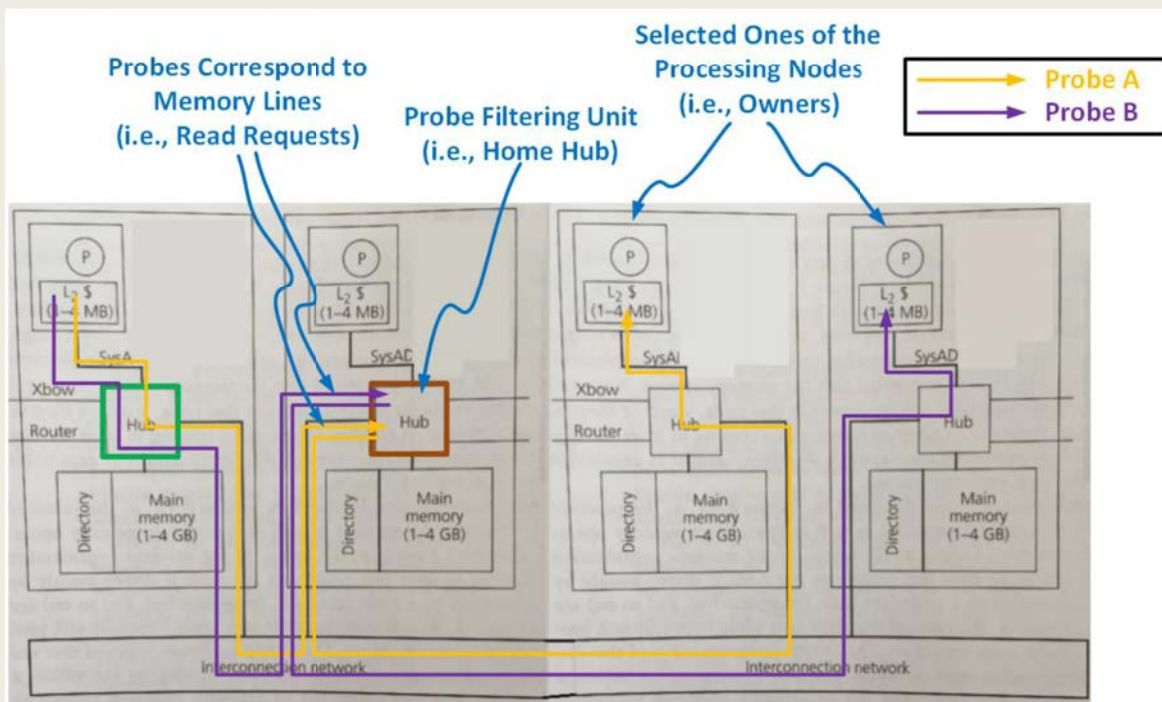 Probes Correspond to
Memory Lines
(i.e., Read Requests)
Probe Filtering Unit
(i.e., Home Hub)
Selected Ones of the
Processing Nodes
(i.e., Owners)
Probe A
Probe B
P
L2 $
(1–4 MB)
SysA
Xbow
Hub
Router
Directory
Main
memory
(1–4 GB)
P
L2 $
(1–4 MB)
SysAD
Hub
Directory
Main
memory
(1–4 GB)
P
L2 $
(1–4 MB)
SysAI
Xbow
Hub
Router
Directory
Main
memory
(1–4 GB)
P
L2 $
(1–4 MB)
SysAD
Hub
Directory
Main
memory
(1–4 GB)
Interconnection network
Interconnection network